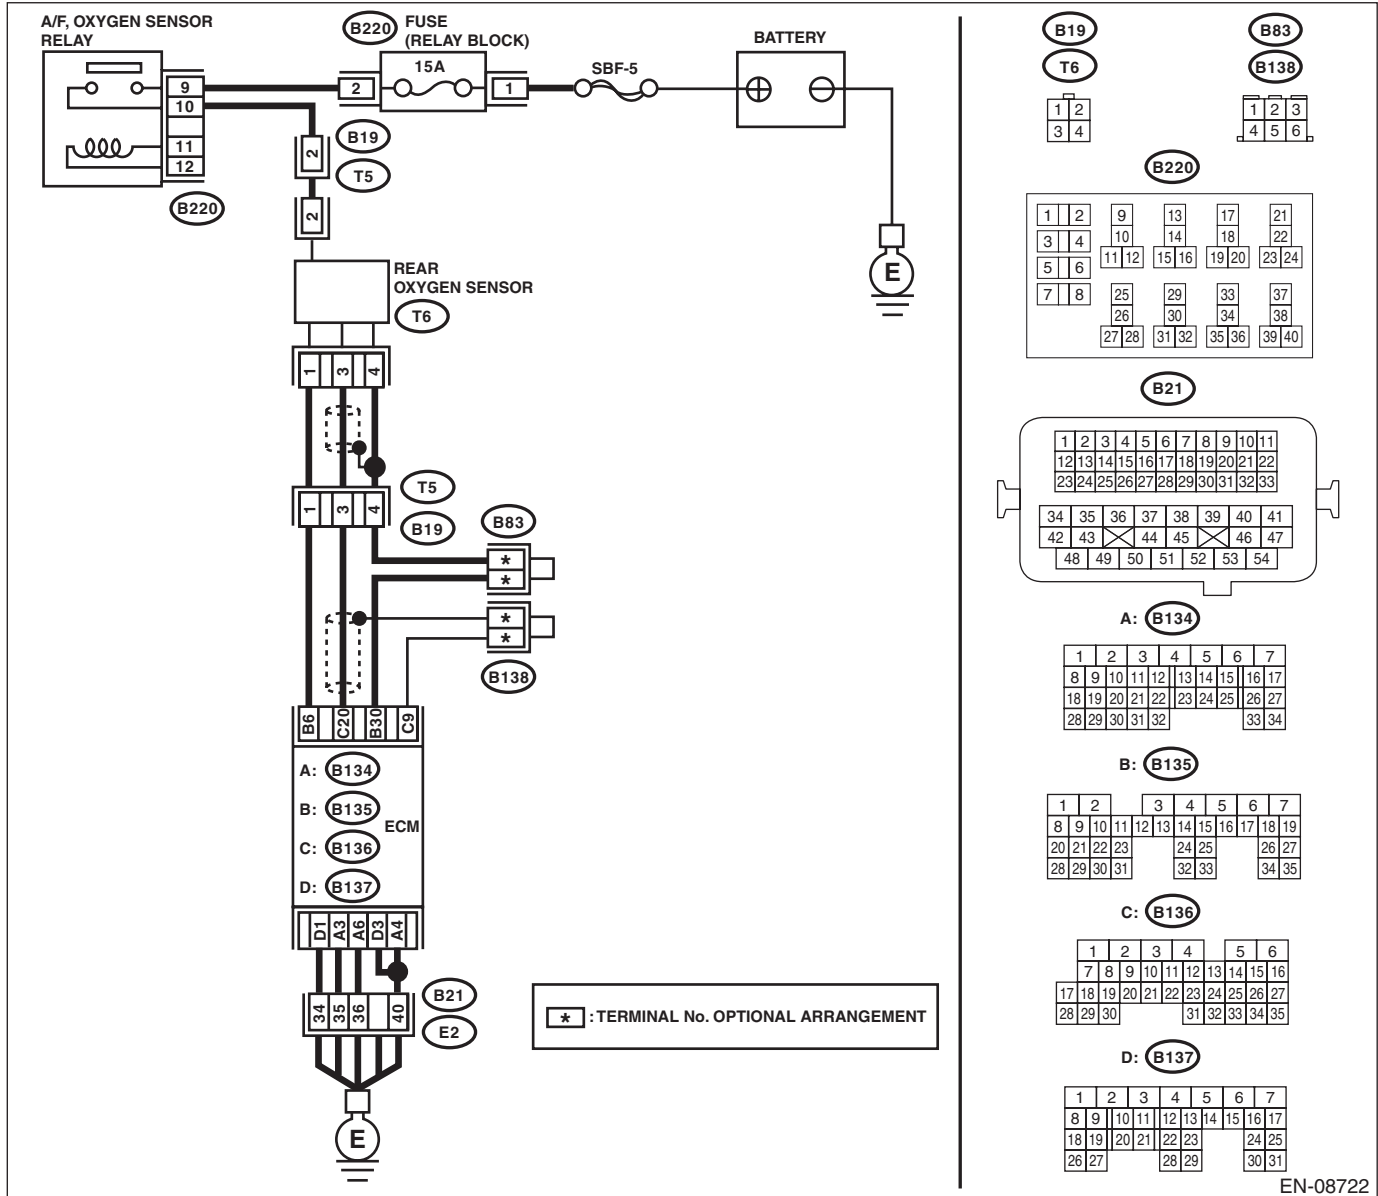 A/F, OXYGEN SENSOR
RELAY
B220
FUSE
(RELAY BLOCK)
15A
SBF-5
BATTERY
9
10
11
12
2
1
B220
2
B19
T5
2
E
REAR
OXYGEN SENSOR
T6
1 3 4
T5
1 3 4
B19
B83
*
*
*
*
B138
B6 C20 B30 C9
A: B134
B: B135
ECM
C: B136
D: B137
D1 A3 A6 D3 A4
34 35 36 40
B21
E2
E
* : TERMINAL No. OPTIONAL ARRANGEMENT
B19
T6
1 2
3 4
B83
B138
1 2 3
4 5 6
B220
1 2 9 13 17 21
3 4 10 14 18 22
11 12 15 16 19 20 23 24
5 6
7 8 25 29 33 37
26 30 34 38
27 28 31 32 35 36 39 40
B21
1 2 3 4 5 6 7 8 9 10 11
12 13 14 15 16 17 18 19 20 21 22
23 24 25 26 27 28 29 30 31 32 33
34 35 36 37 38 39 40 41
42 43 44 45 46 47
48 49 50 51 52 53 54
A: B134
1 2 3 4 5 6 7
8 9 10 11 12 13 14 15 16 17
18 19 20 21 22 23 24 25 26 27
28 29 30 31 32 33 34
B: B135
1 2 3 4 5 6 7
8 9 10 11 12 13 14 15 16 17 18 19
20 21 22 23 24 25 26 27
28 29 30 31 32 33 34 35
C: B136
1 2 3 4 5 6
7 8 9 10 11 12 13 14 15 16
17 18 19 20 21 22 23 24 25 26 27
28 29 30 31 32 33 34 35
D: B137
1 2 3 4 5 6 7
8 9 10 11 12 13 14 15 16 17
18 19 20 21 22 23 24 25
26 27 28 29 30 31
EN-08722